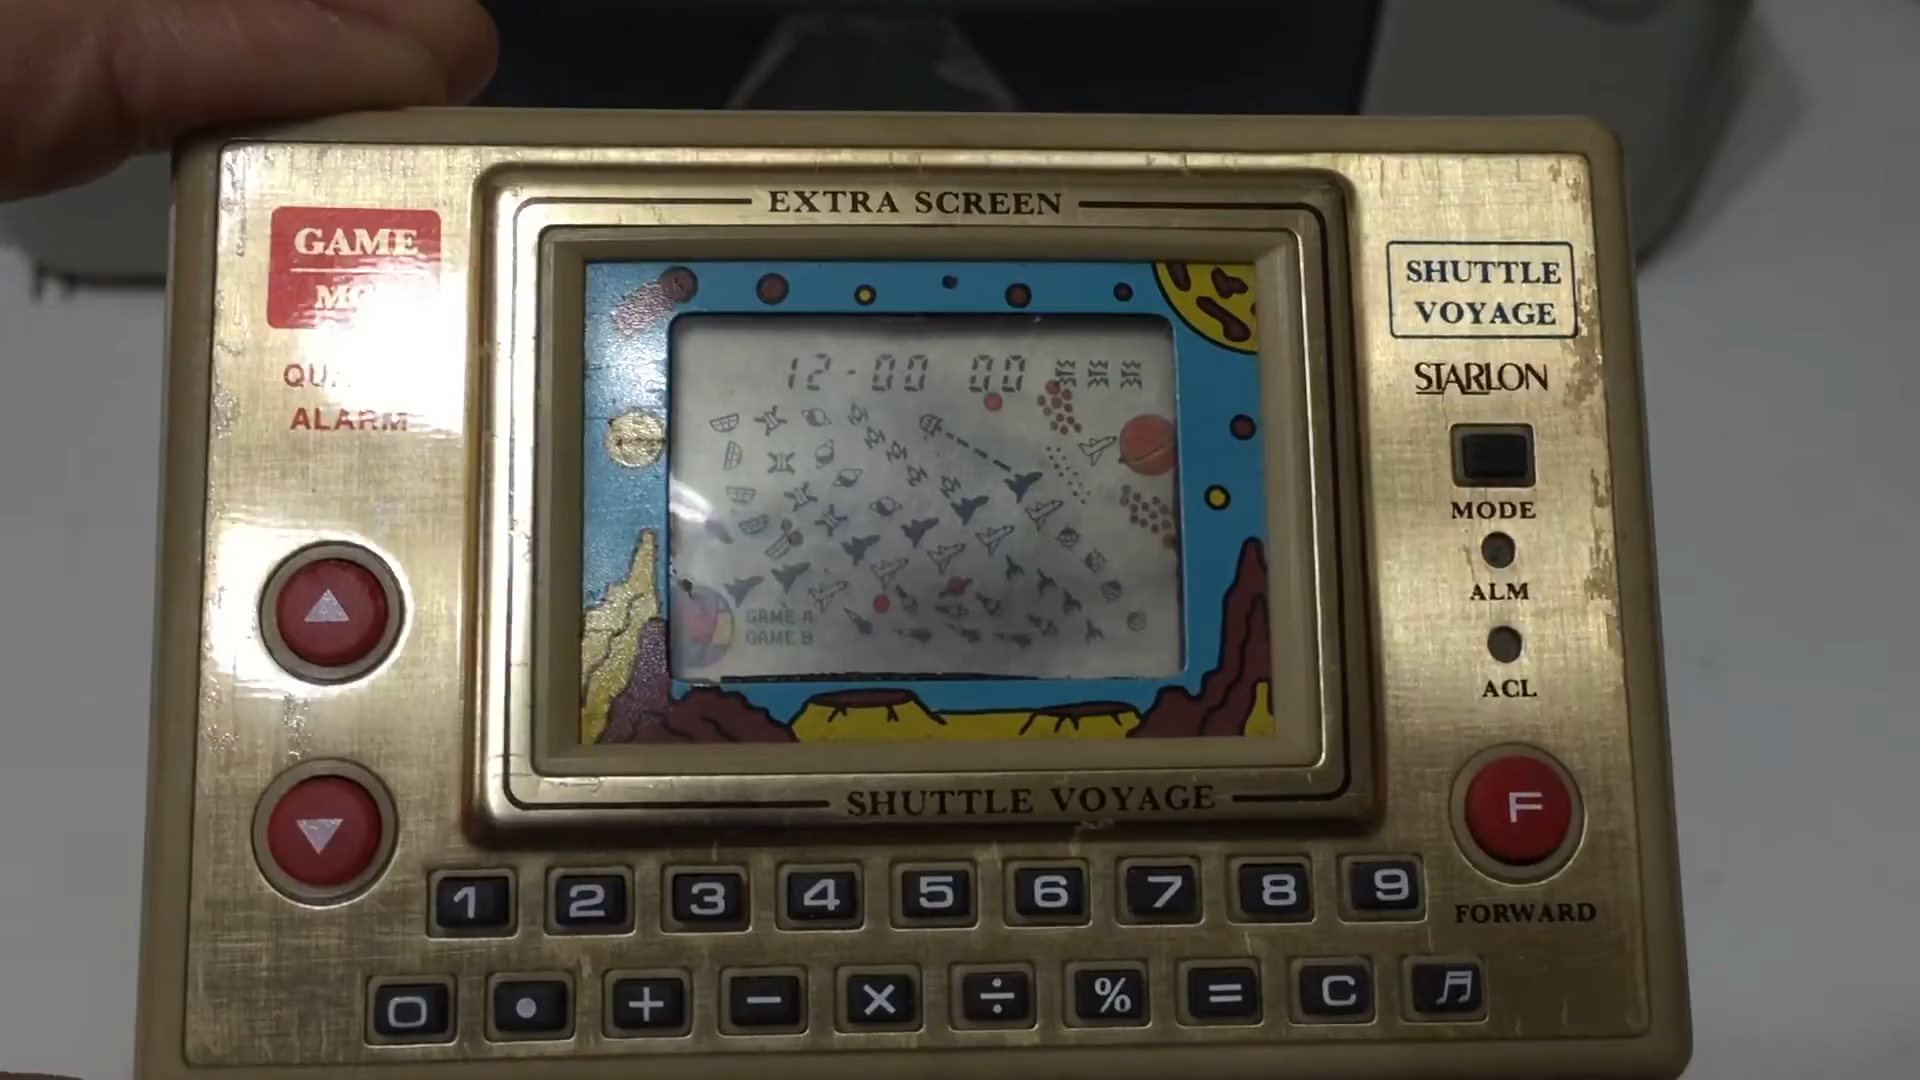 EXTRA SCREEN
GAME
SHUTTLE
VOYAGE
STARLON
12-00 00
ALARM
MODE
ALM
GAME A
GAME B
ACL
SHUTTLE VOYAGE
F
FORWARD
1 2 3 4 5 6 7 8 9
0 • + - × ÷ % = C ♬